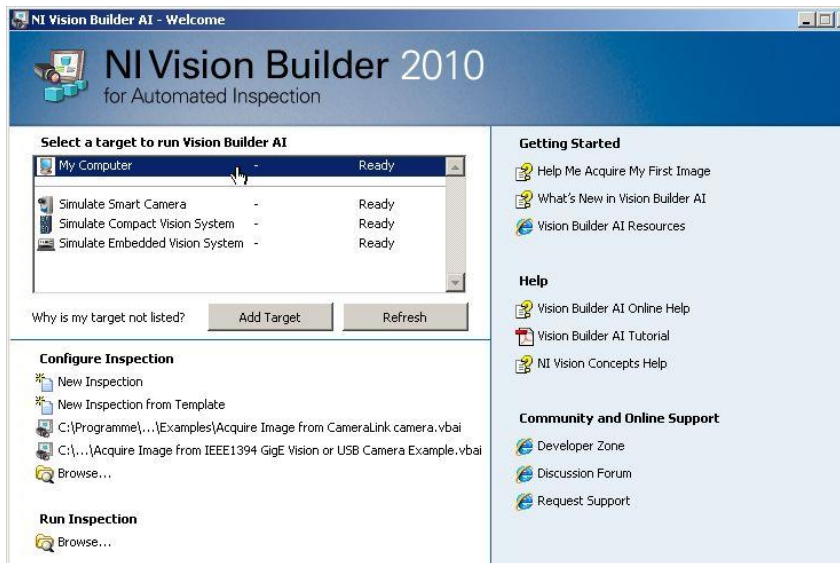 NI Vision Builder AI - Welcome
NI Vision Builder 2010
for Automated Inspection
Select a target to run Vision Builder AI
My Computer - Ready
Simulate Smart Camera - Ready
Simulate Compact Vision System - Ready
Simulate Embedded Vision System - Ready
Why is my target not listed? Add Target Refresh
Configure Inspection
New Inspection
New Inspection from Template
C:\Programme\...\Examples\Acquire Image from CameraLink camera.vbai
C:\...\Acquire Image from IEEE1394 GigE Vision or USB Camera Example.vbai
Browse...
Run Inspection
Browse...
Getting Started
Help Me Acquire My First Image
What's New in Vision Builder AI
Vision Builder AI Resources
Help
Vision Builder AI Online Help
Vision Builder AI Tutorial
NI Vision Concepts Help
Community and Online Support
Developer Zone
Discussion Forum
Request Support